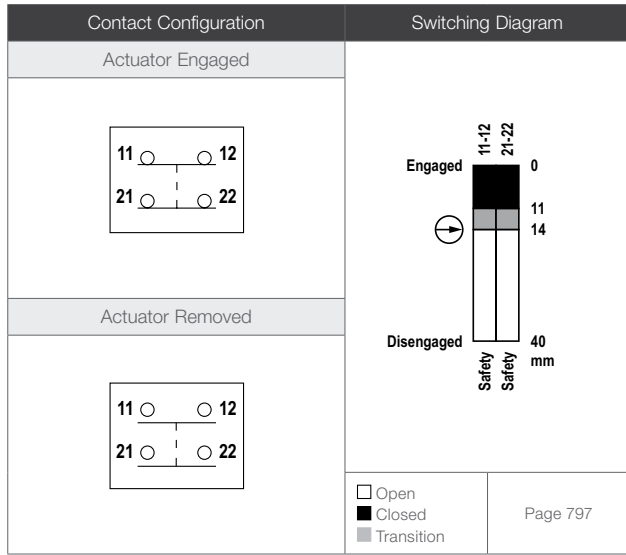 Contact Configuration
Switching Diagram
Actuator Engaged
11 12
21 22
Actuator Removed
11 12
21 22
11-12
21-22
Engaged 0
11
14
Disengaged 40
mm
Safety
Safety
Open
Closed
Transition
Page 797